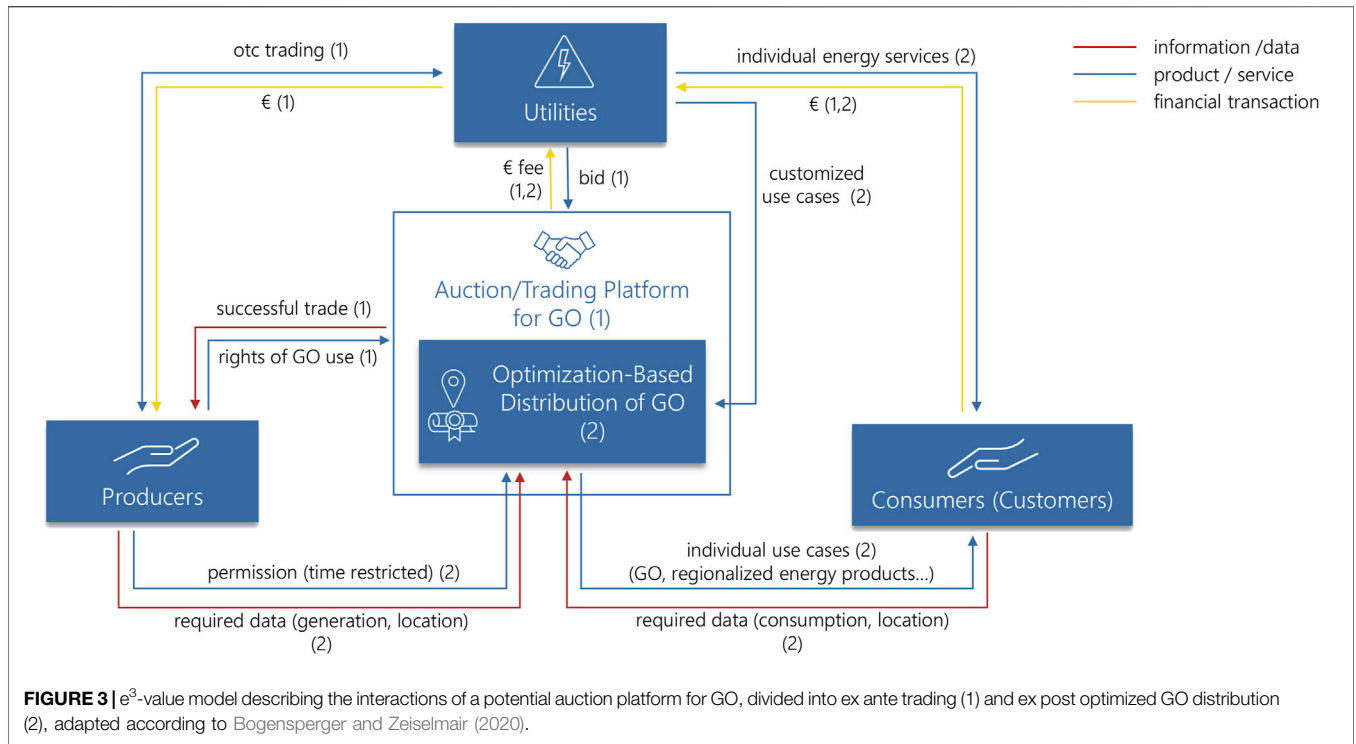 otc trading (1)
€ (1)
Utilities
individual energy services (2)
€ (1,2)
information /data
product / service
financial transaction
€ fee
(1,2)
bid (1)
customized
use cases (2)
Auction/Trading Platform
for GO (1)
successful trade (1)
rights of GO use (1)
Optimization-Based
Distribution of GO
(2)
Producers
Consumers (Customers)
permission (time restricted) (2)
required data (generation, location)
(2)
individual use cases (2)
(GO, regionalized energy products...)
required data (consumption, location)
(2)
FIGURE 3 | e³-value model describing the interactions of a potential auction platform for GO, divided into ex ante trading (1) and ex post optimized GO distribution
(2), adapted according to Bogensperger and Zeiselmair (2020).